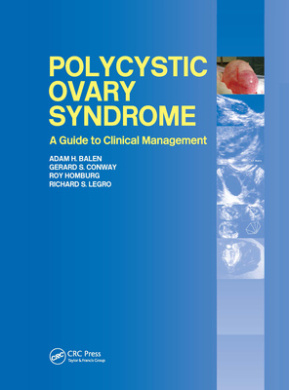 POLYCYSTIC
OVARY
SYNDROME
A Guide to Clinical Management
ADAM H. BALEN
GERARD S. CONWAY
ROY HOMBURG
RICHARD S. LEGRO
CRC
CRC Press
Taylor & Francis Group